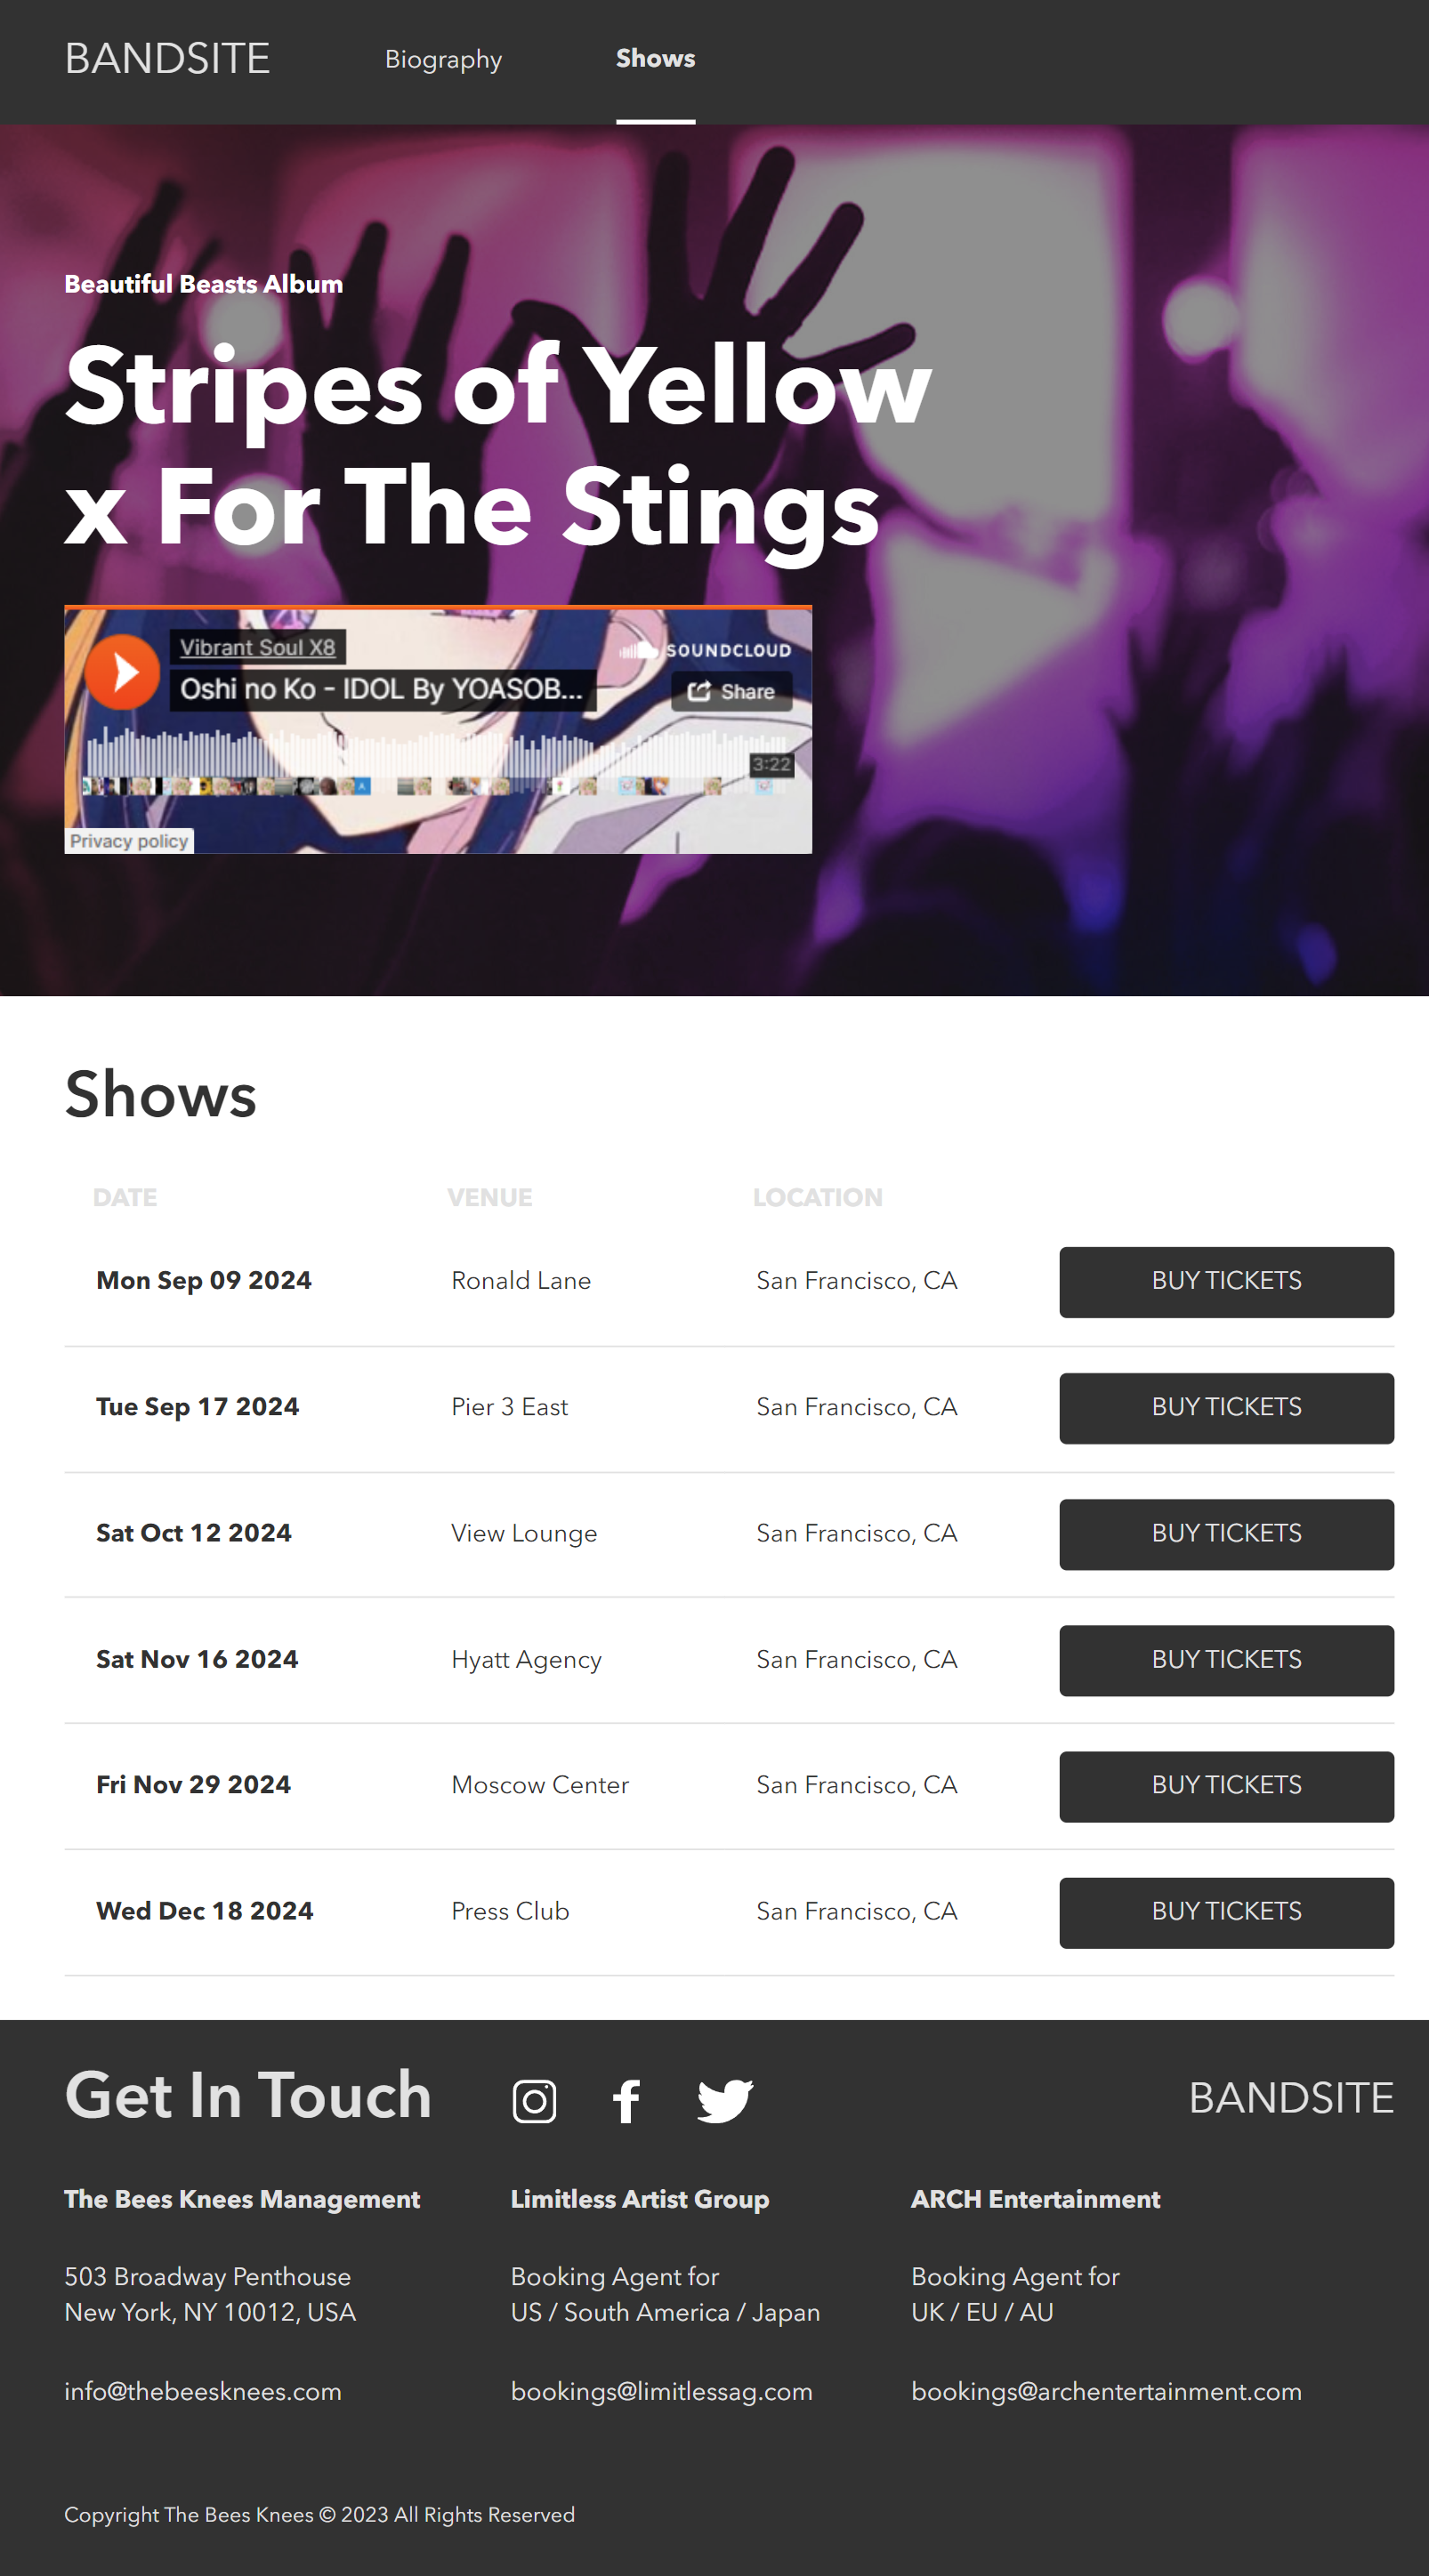 BANDSITE
Biography
Shows
Beautiful Beasts Album
Stripes of Yellow
x For The Stings
Vibrant Soul X8
SOUNDCLOUD
Oshi no Ko - IDOL By YOASOB...
Share
3:22
Privacy policy
Shows
DATE VENUE LOCATION
Mon Sep 09 2024 Ronald Lane San Francisco, CA BUY TICKETS
Tue Sep 17 2024 Pier 3 East San Francisco, CA BUY TICKETS
Sat Oct 12 2024 View Lounge San Francisco, CA BUY TICKETS
Sat Nov 16 2024 Hyatt Agency San Francisco, CA BUY TICKETS
Fri Nov 29 2024 Moscow Center San Francisco, CA BUY TICKETS
Wed Dec 18 2024 Press Club San Francisco, CA BUY TICKETS
Get In Touch
BANDSITE
The Bees Knees Management
503 Broadway Penthouse
New York, NY 10012, USA
info@thebeesknees.com
Limitless Artist Group
Booking Agent for
US / South America / Japan
bookings@limitlessag.com
ARCH Entertainment
Booking Agent for
UK / EU / AU
bookings@archentertainment.com
Copyright The Bees Knees © 2023 All Rights Reserved